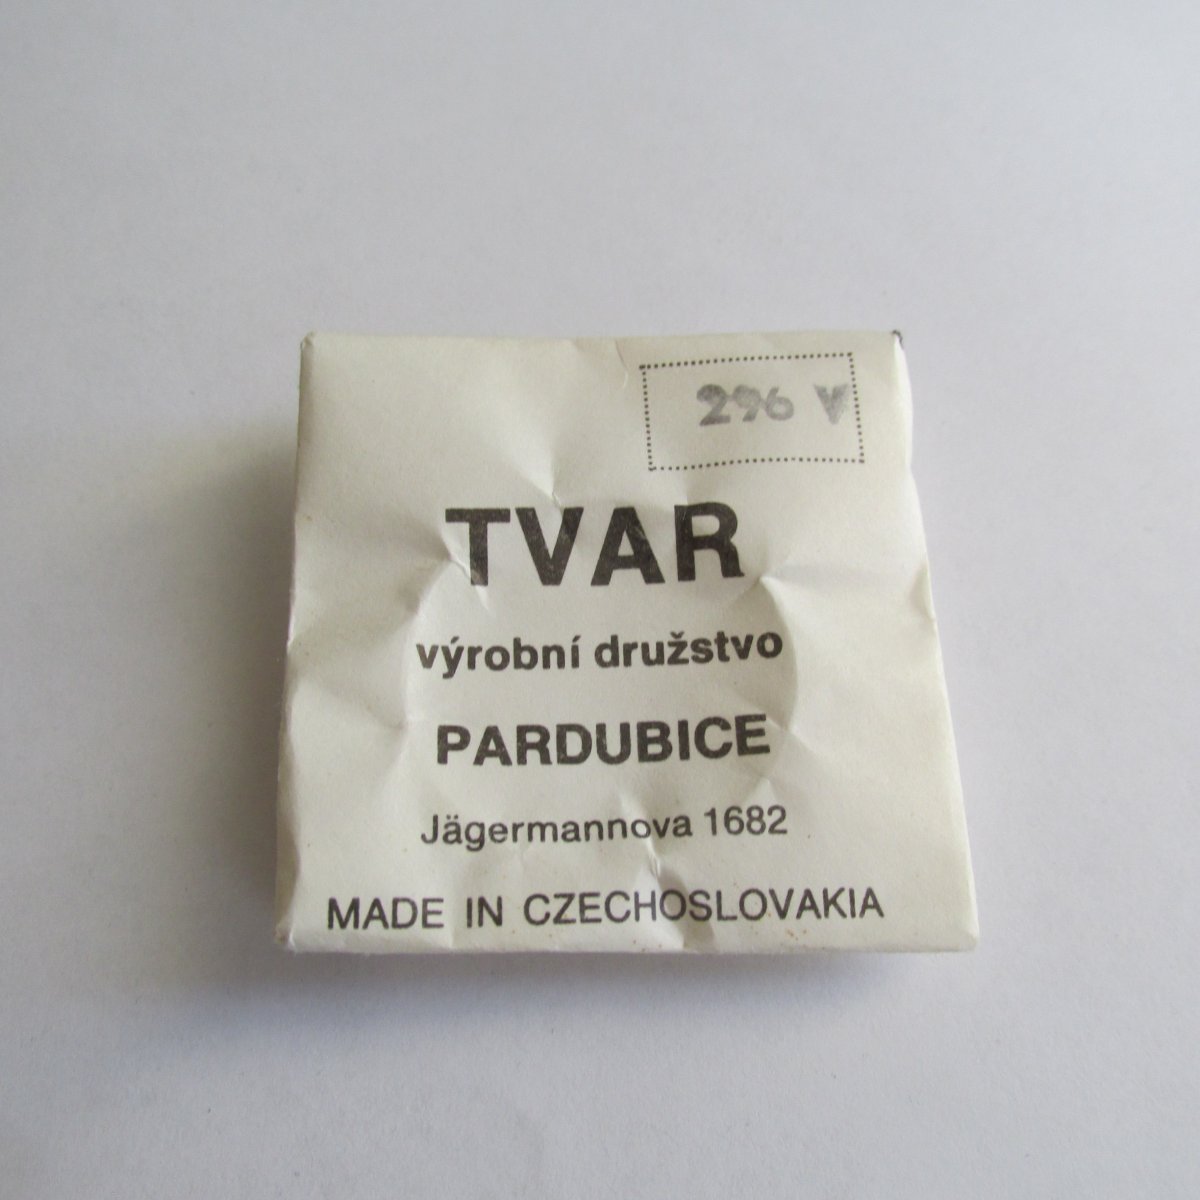 296 V
TVAR
výrobní družstvo
PARDUBICE
Jägermannova 1682
MADE IN CZECHOSLOVAKIA